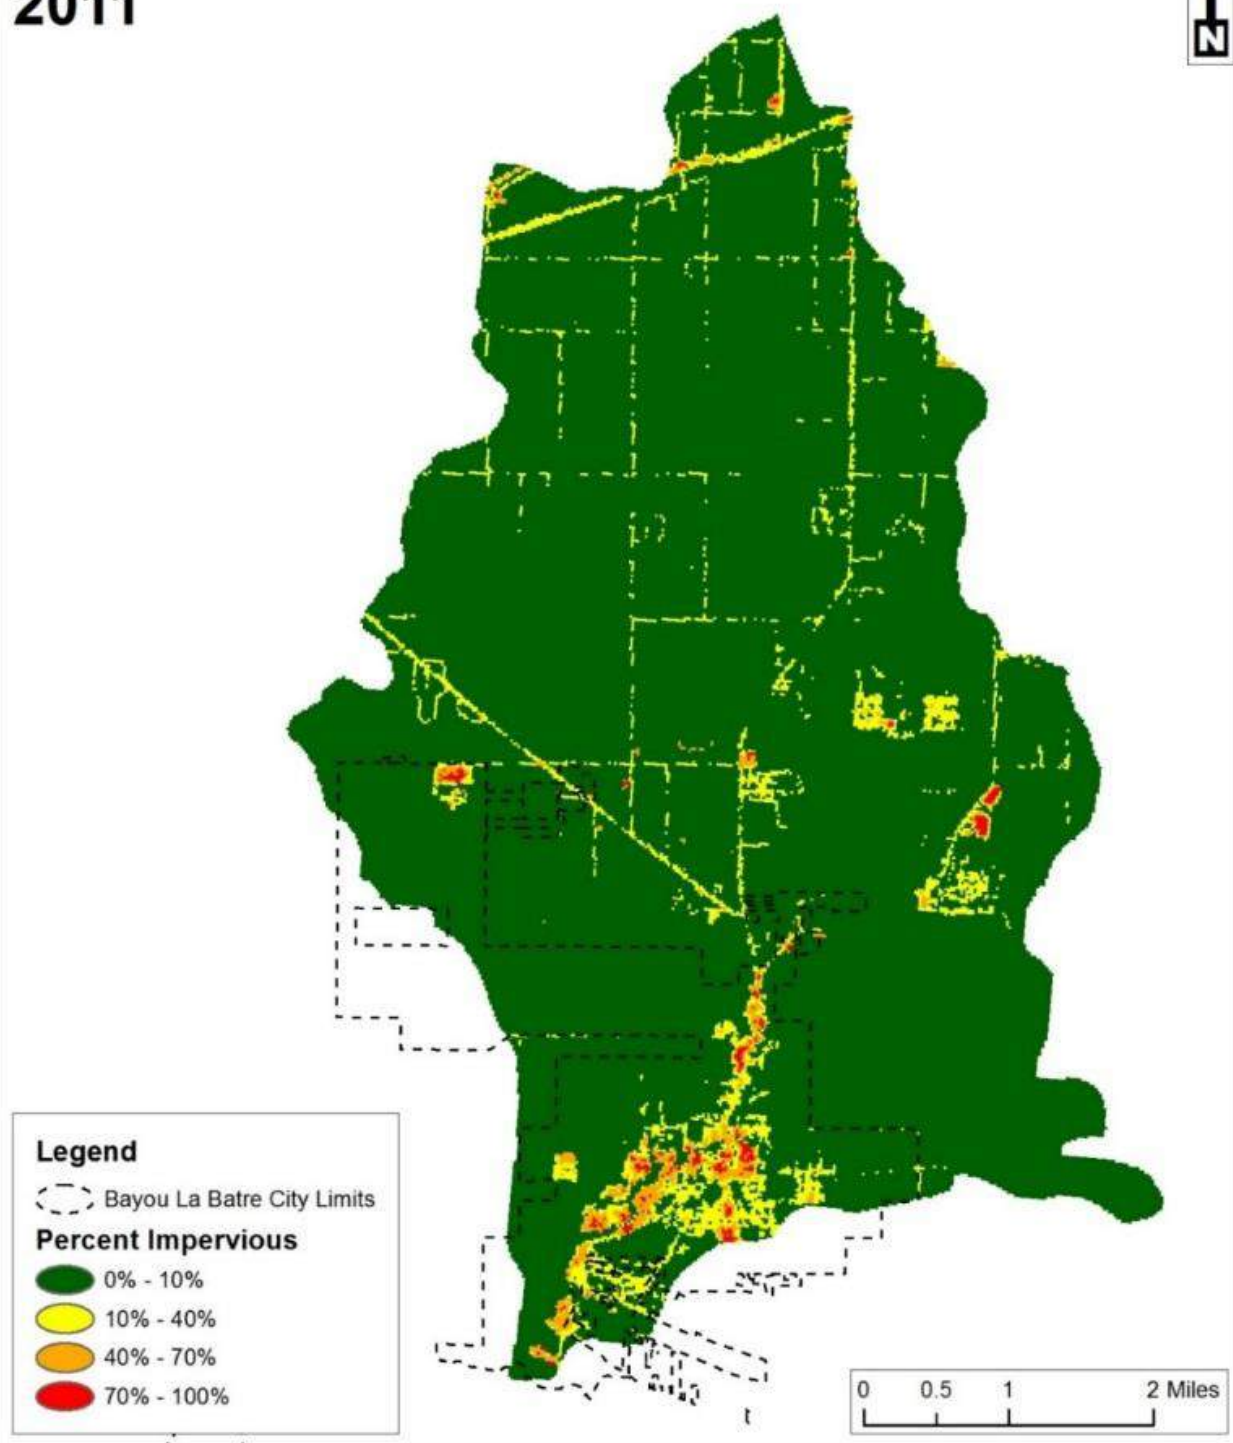 2011
N
Legend
Bayou La Batre City Limits
Percent Impervious
0% - 10%
10% - 40%
40% - 70%
70% - 100%
0 0.5 1 2 Miles